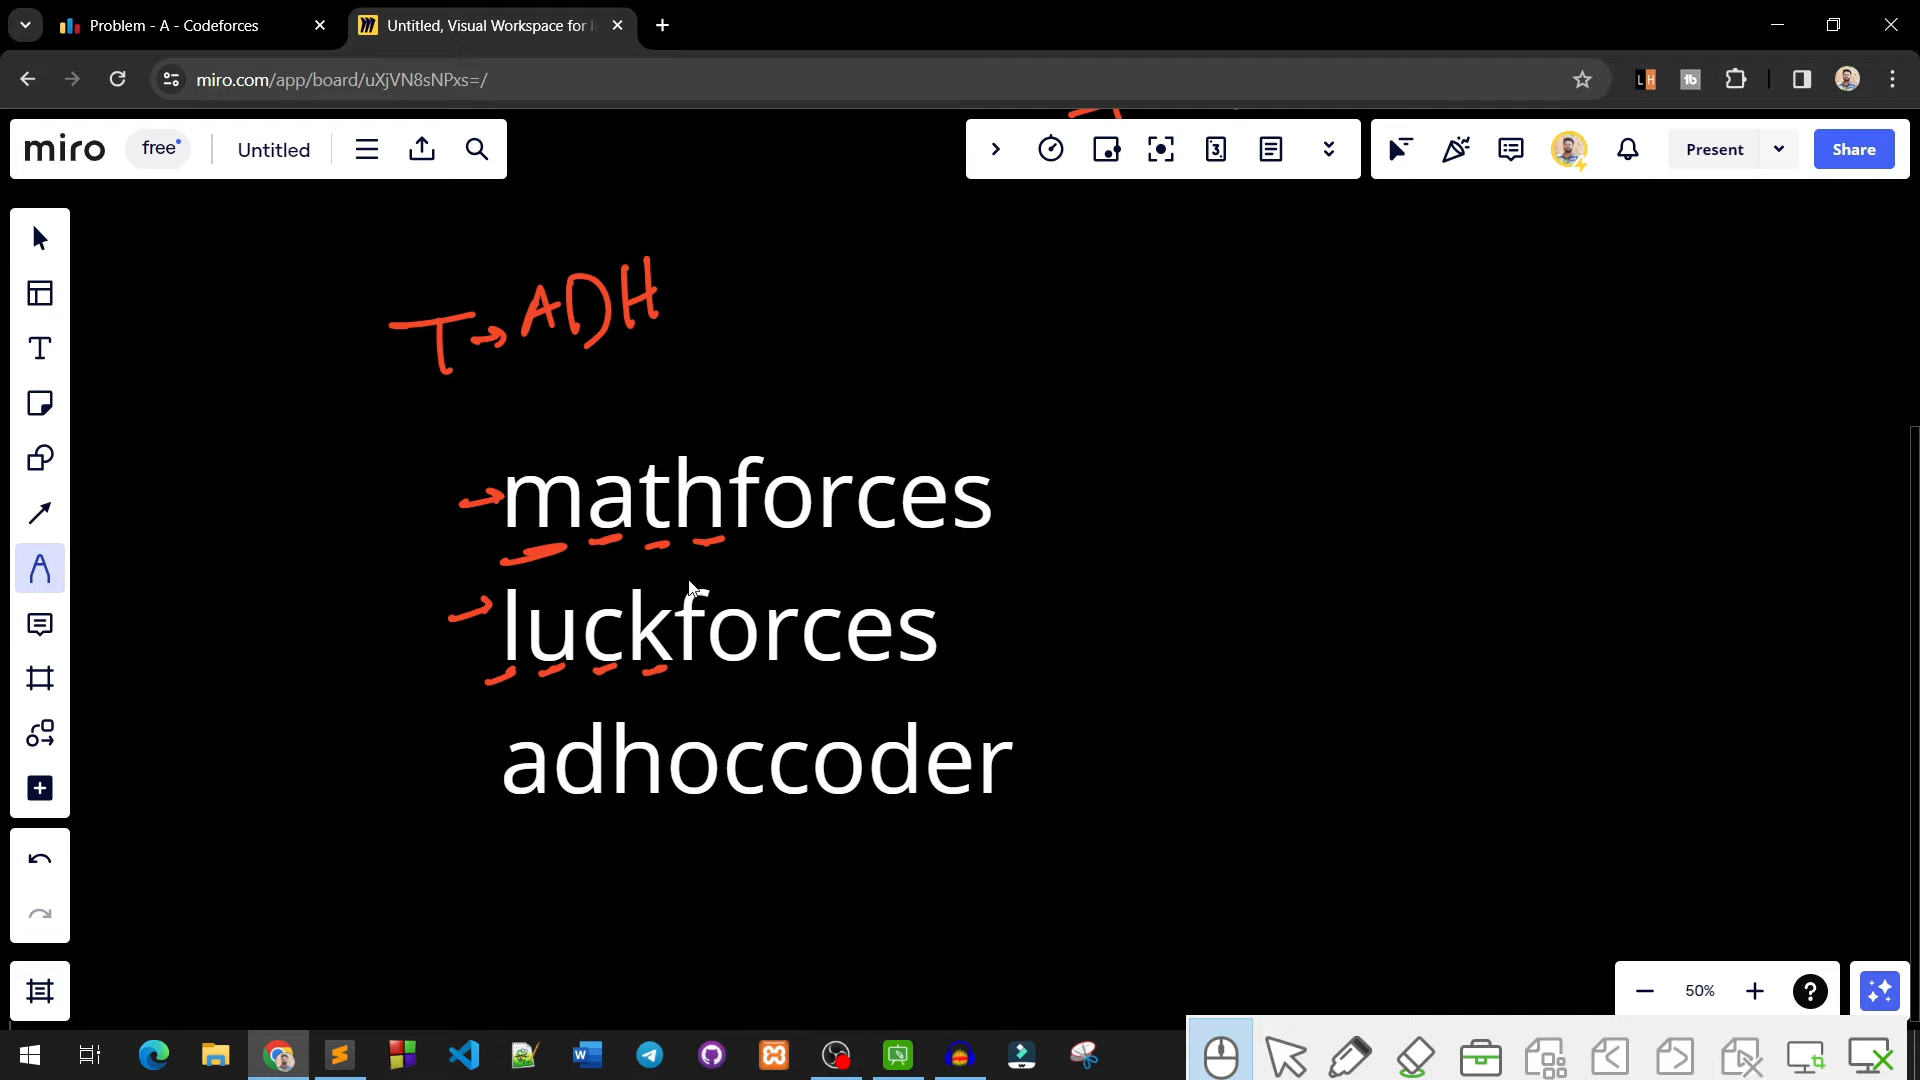 Problem - A - Codeforces
Untitled, Visual Workspace for I
miro.com/app/board/uXjVN8sNPxs=/
miro free Untitled
Present Share
T→ADH
mathforces
luckforces
adhoccoder
50%